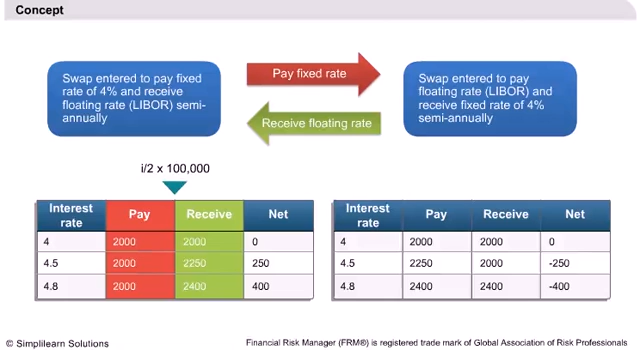 Concept
Swap entered to pay fixed
rate of 4% and receive
floating rate (LIBOR) semi-
annually
Pay fixed rate
Receive floating rate
Swap entered to pay
floating rate (LIBOR) and
receive fixed rate of 4%
semi-annually
i/2 x 100,000
Interest rate Pay Receive Net
4 2000 2000 0
4.5 2000 2250 250
4.8 2000 2400 400
Interest rate Pay Receive Net
4 2000 2000 0
4.5 2250 2000 -250
4.8 2400 2400 -400
© Simplilearn Solutions
Financial Risk Manager (FRM®) is registered trade mark of Global Association of Risk Professionals